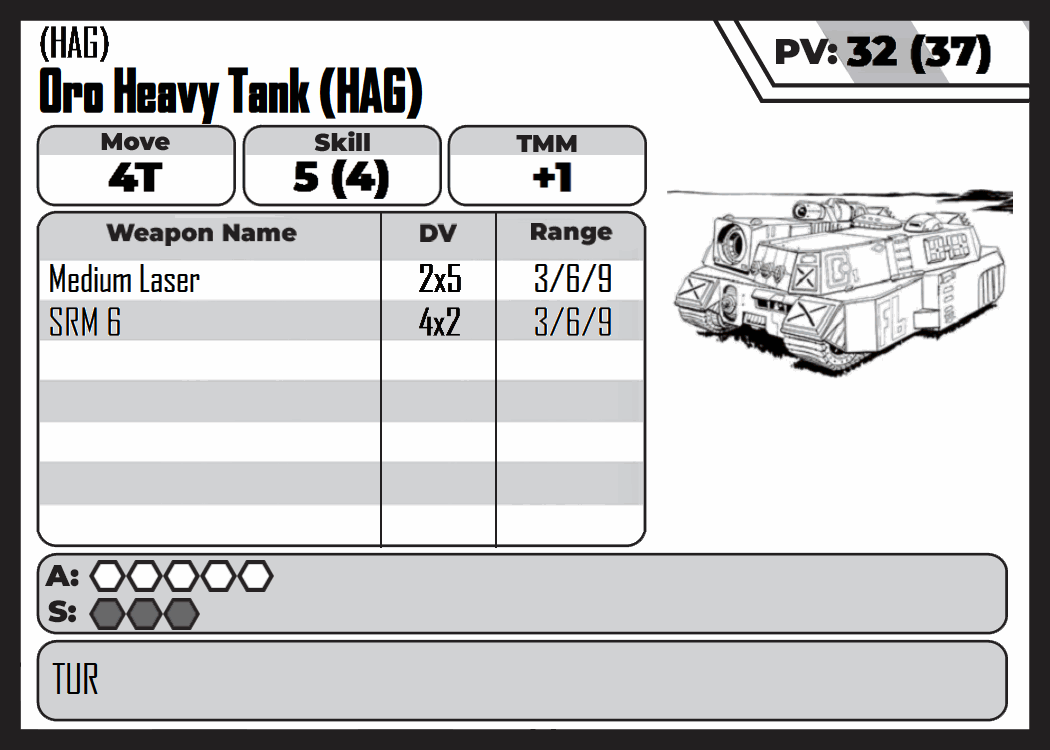 (HAG)
Oro Heavy Tank (HAG)
PV: 32 (37)
Move Skill TMM
4T 5 (4) +1
Weapon Name DV Range
Medium Laser 2x5 3/6/9
SRM 6 4x2 3/6/9
A:
S:
TUR